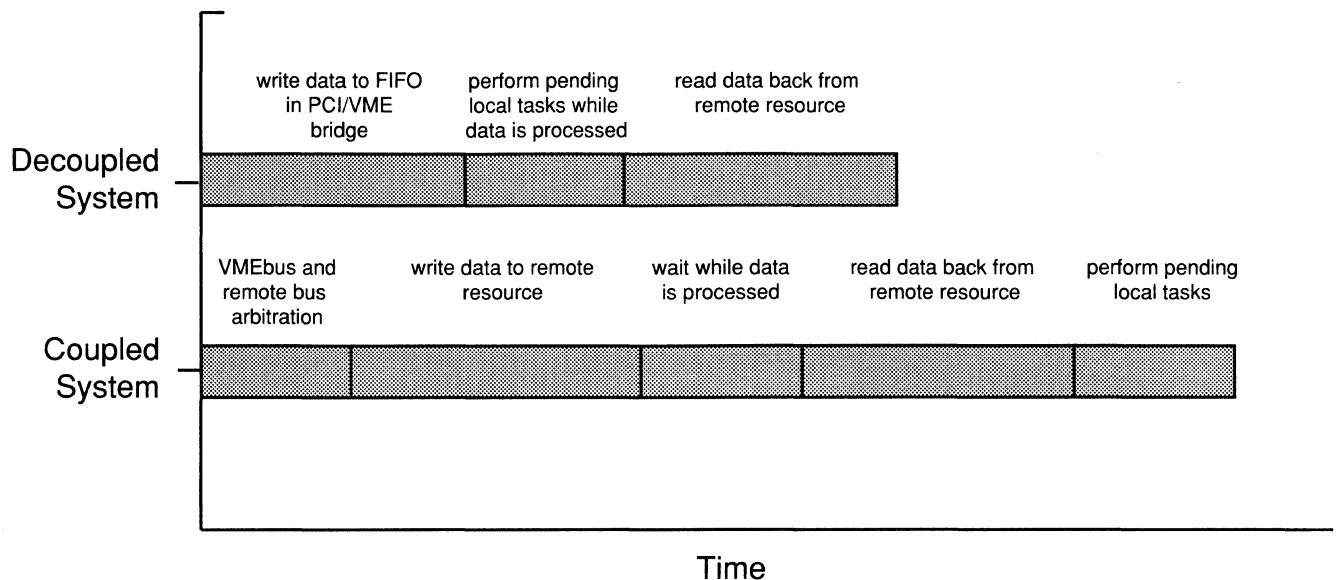 write data to FIFO
in PCI/VME
bridge
perform pending
local tasks while
data is processed
read data back from
remote resource
Decoupled
System
VMEbus and
remote bus
arbitration
write data to remote
resource
wait while data
is processed
read data back from
remote resource
perform pending
local tasks
Coupled
System
Time